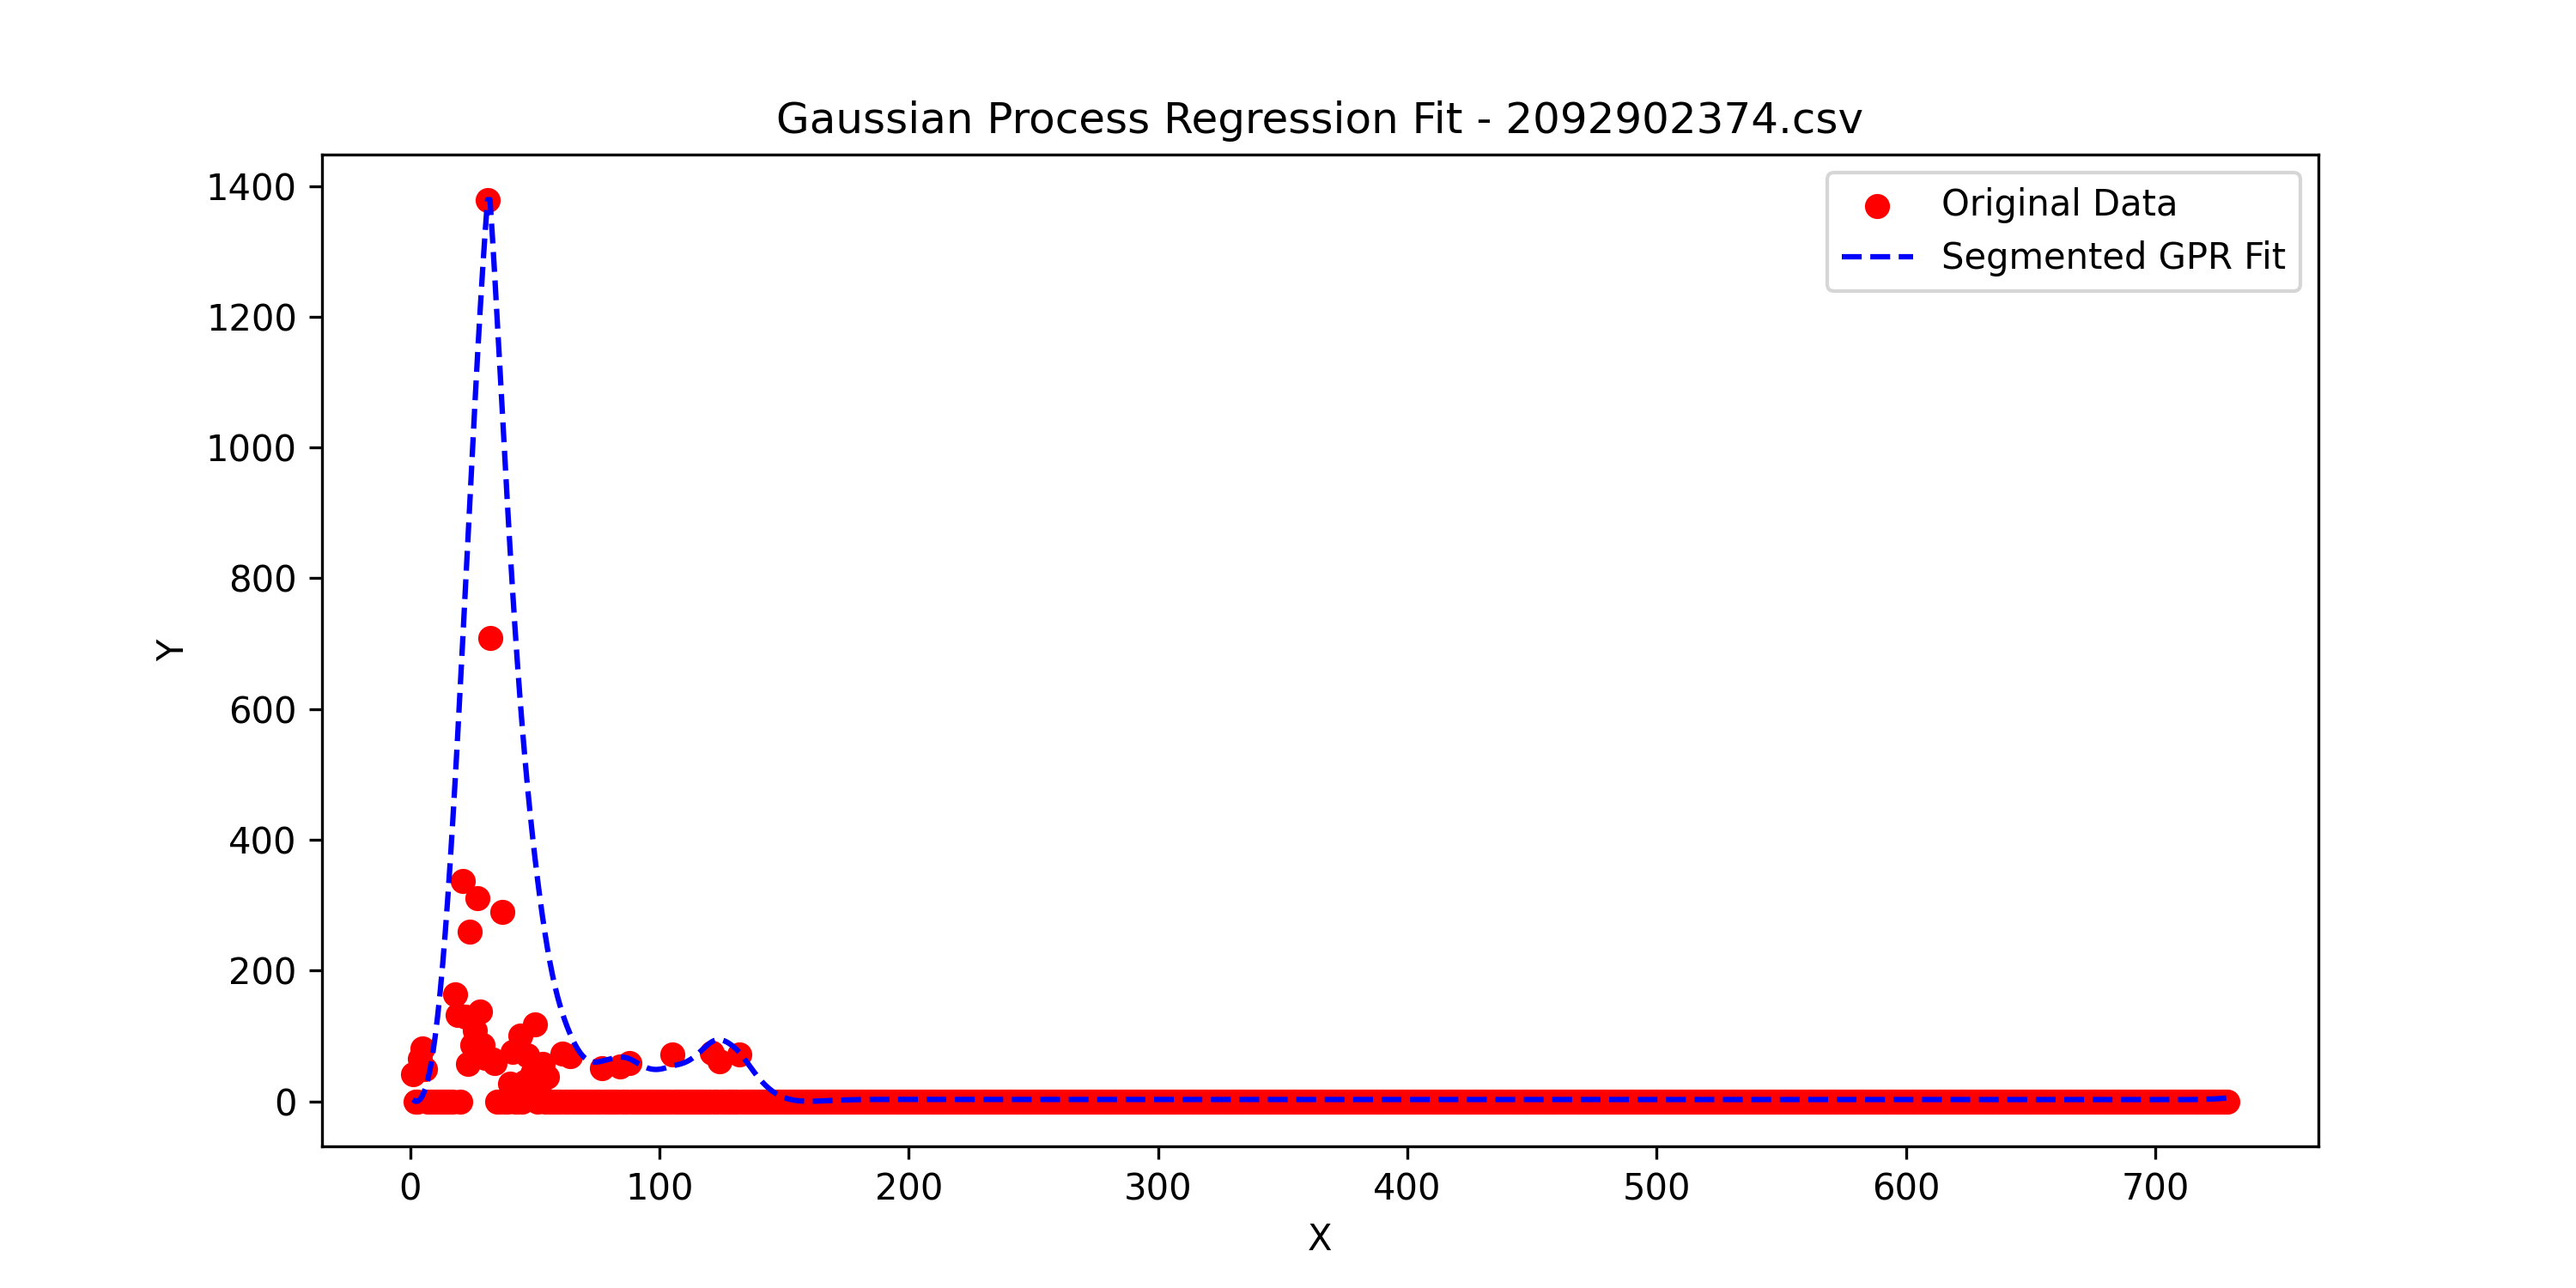 Gaussian Process Regression Fit - 2092902374.csv
Original Data
Segmented GPR Fit
1400
1200
1000
800
600
400
200
0
Y
0 100 200 300 400 500 600 700
X